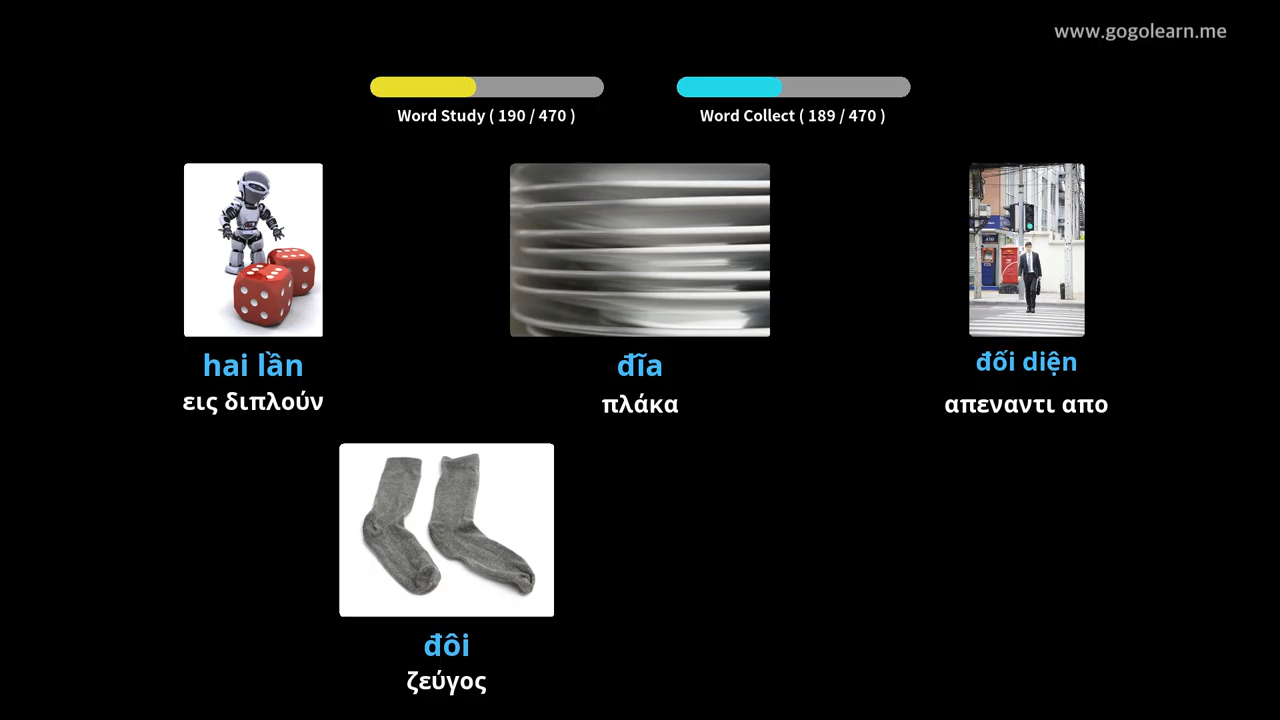 www.gogolearn.me
Word Study ( 190 / 470 )
Word Collect ( 189 / 470 )
hai lần
εις διπλούν
đĩa
πλάκα
đối diện
απεναντι απο
đôi
ζεύγος